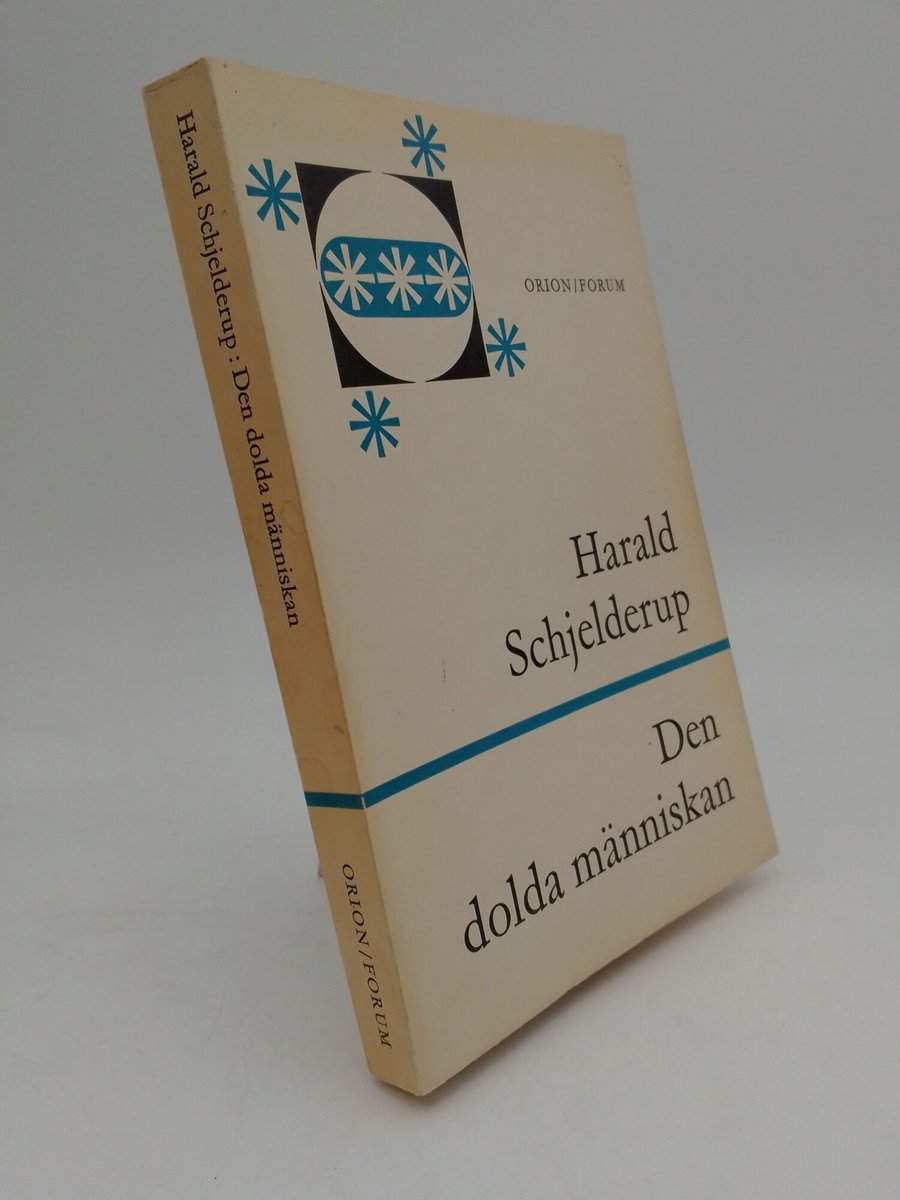 Harald Schjelderup : Den dolda människan
ORION/FORUM
ORION/FORUM
Harald
Schjelderup
Den
dolda människan